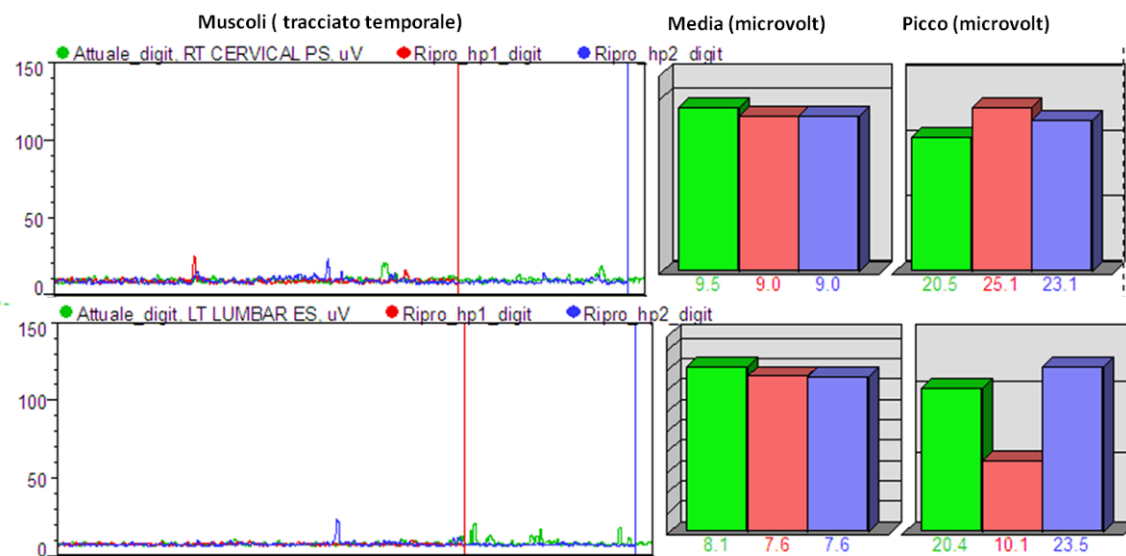 Muscoli ( tracciato temporale) Media (microvolt) Picco (microvolt)
Attuale_digit, RT CERVICAL PS, uV Ripro_hp1_digit Ripro_hp2_digit
150
100
50
0
9.5 9.0 9.0 20.5 25.1 23.1
Attuale_digit, LT LUMBAR ES, uV Ripro_hp1_digit Ripro_hp2_digit
150
100
50
0
8.1 7.6 7.6 20.4 10.1 23.5